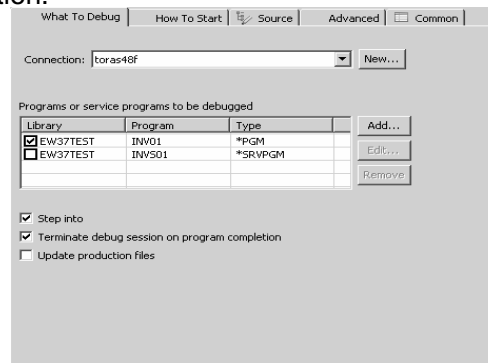 tion.
What To Debug How To Start Source Advanced Common
Connection: toras48f New...
Programs or service programs to be debugged
Library Program Type Add...
EW37TEST INV01 *PGM
EW37TEST INVS01 *SRVPGM Edit...
Remove
Step into
Terminate debug session on program completion
Update production files